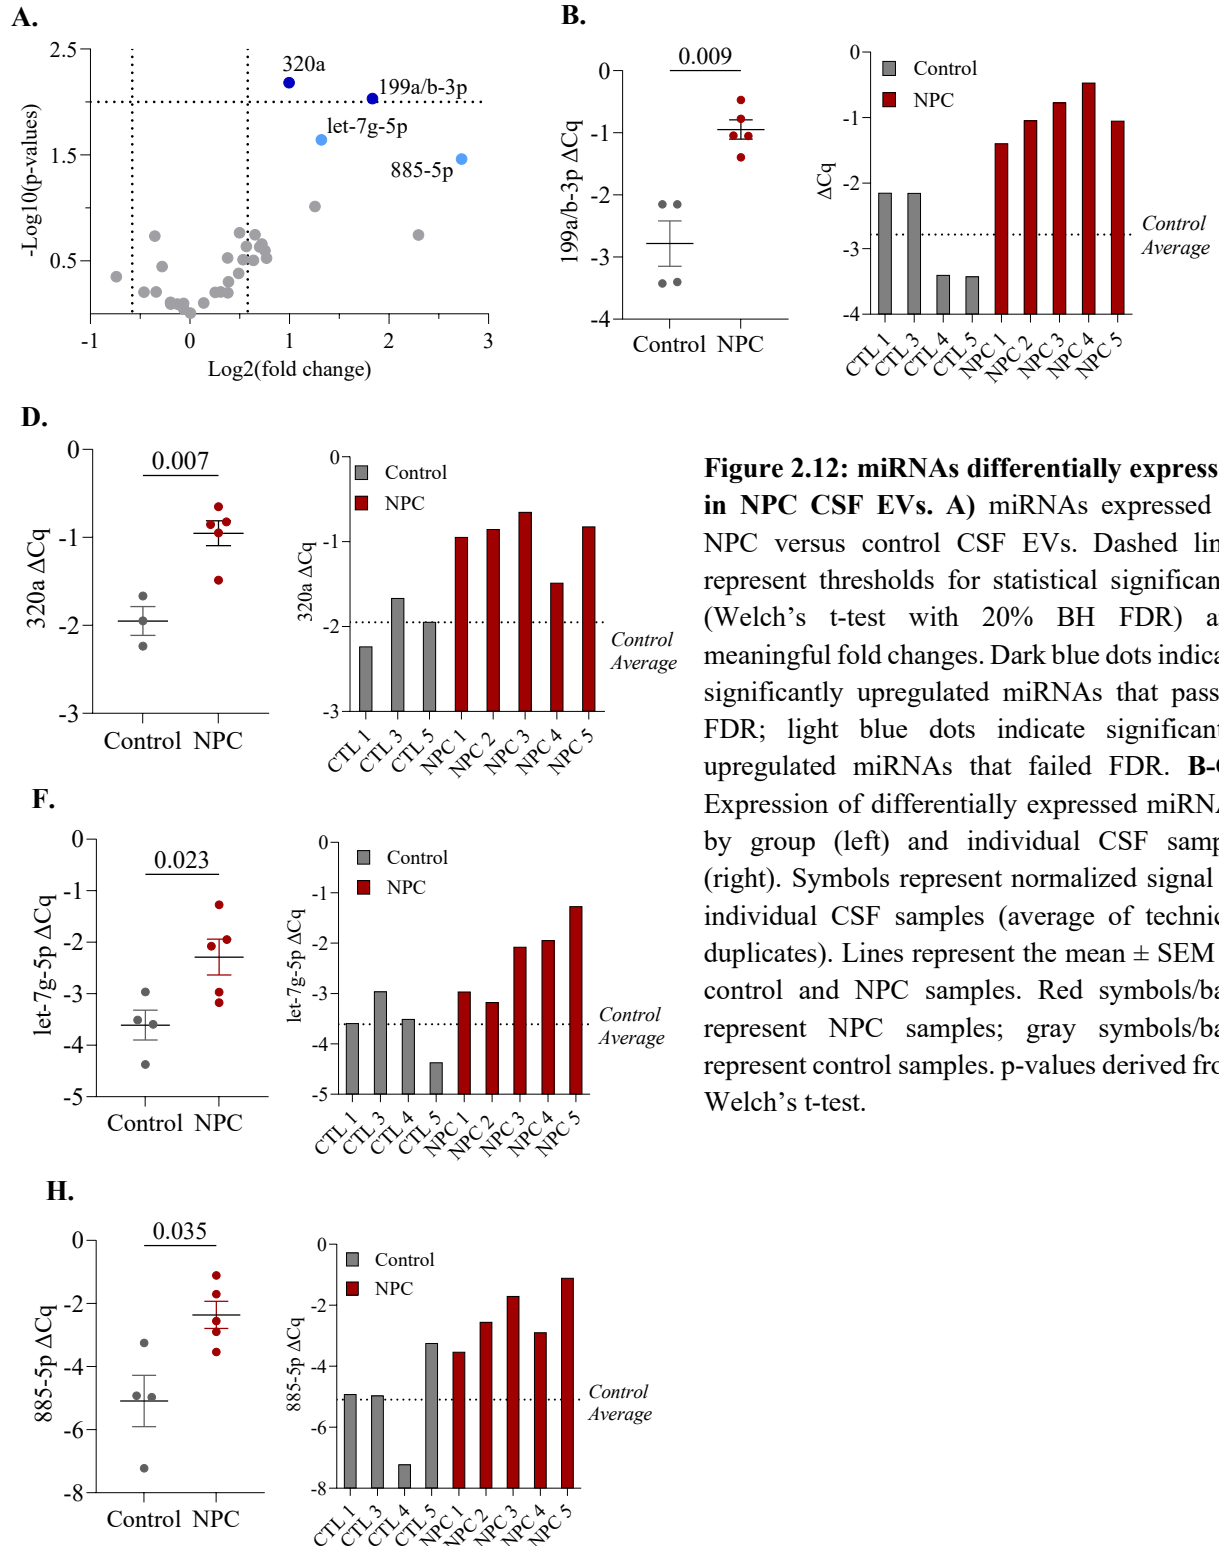 A.
2.5
1.5
0.5
-Log10(p-values)
320a
199a/b-3p
let-7g-5p
885-5p
-1 0 1 2 3
Log2(fold change)
B.
0.009
0
-1
-2
-3
-4
199a/b-3p ΔCq
Control NPC
0
-1
-2
-3
-4
ΔCq
Control
NPC
Control
Average
CTL 1 CTL 3 CTL 4 CTL 5 NPC 1 NPC 2 NPC 3 NPC 4 NPC 5
D.
0.007
0
-1
-2
-3
320a ΔCq
Control NPC
0
-1
-2
-3
320a ΔCq
Control
NPC
Control
Average
CTL 1 CTL 3 CTL 5 NPC 1 NPC 2 NPC 3 NPC 4 NPC 5
Figure 2.12: miRNAs differentially express
in NPC CSF EVs. A) miRNAs expressed
NPC versus control CSF EVs. Dashed lin
represent thresholds for statistical significan
(Welch's t-test with 20% BH FDR) a
meaningful fold changes. Dark blue dots indica
significantly upregulated miRNAs that pass
FDR; light blue dots indicate significant
upregulated miRNAs that failed FDR. B-
Expression of differentially expressed miRNA
by group (left) and individual CSF samp
(right). Symbols represent normalized signal
individual CSF samples (average of technic
duplicates). Lines represent the mean ± SEM
control and NPC samples. Red symbols/ba
represent NPC samples; gray symbols/ba
represent control samples. p-values derived fro
Welch's t-test.
F.
0.023
0
-1
-2
-3
-4
-5
let-7g-5p ΔCq
Control NPC
0
-1
-2
-3
-4
-5
let-7g-5p ΔCq
Control
NPC
Control
Average
CTL 1 CTL 3 CTL 4 CTL 5 NPC 1 NPC 2 NPC 3 NPC 4 NPC 5
H.
0.035
0
-2
-4
-6
-8
885-5p ΔCq
Control NPC
0
-2
-4
-6
-8
885-5p ΔCq
Control
NPC
Control
Average
CTL 1 CTL 3 CTL 4 CTL 5 NPC 1 NPC 2 NPC 3 NPC 4 NPC 5